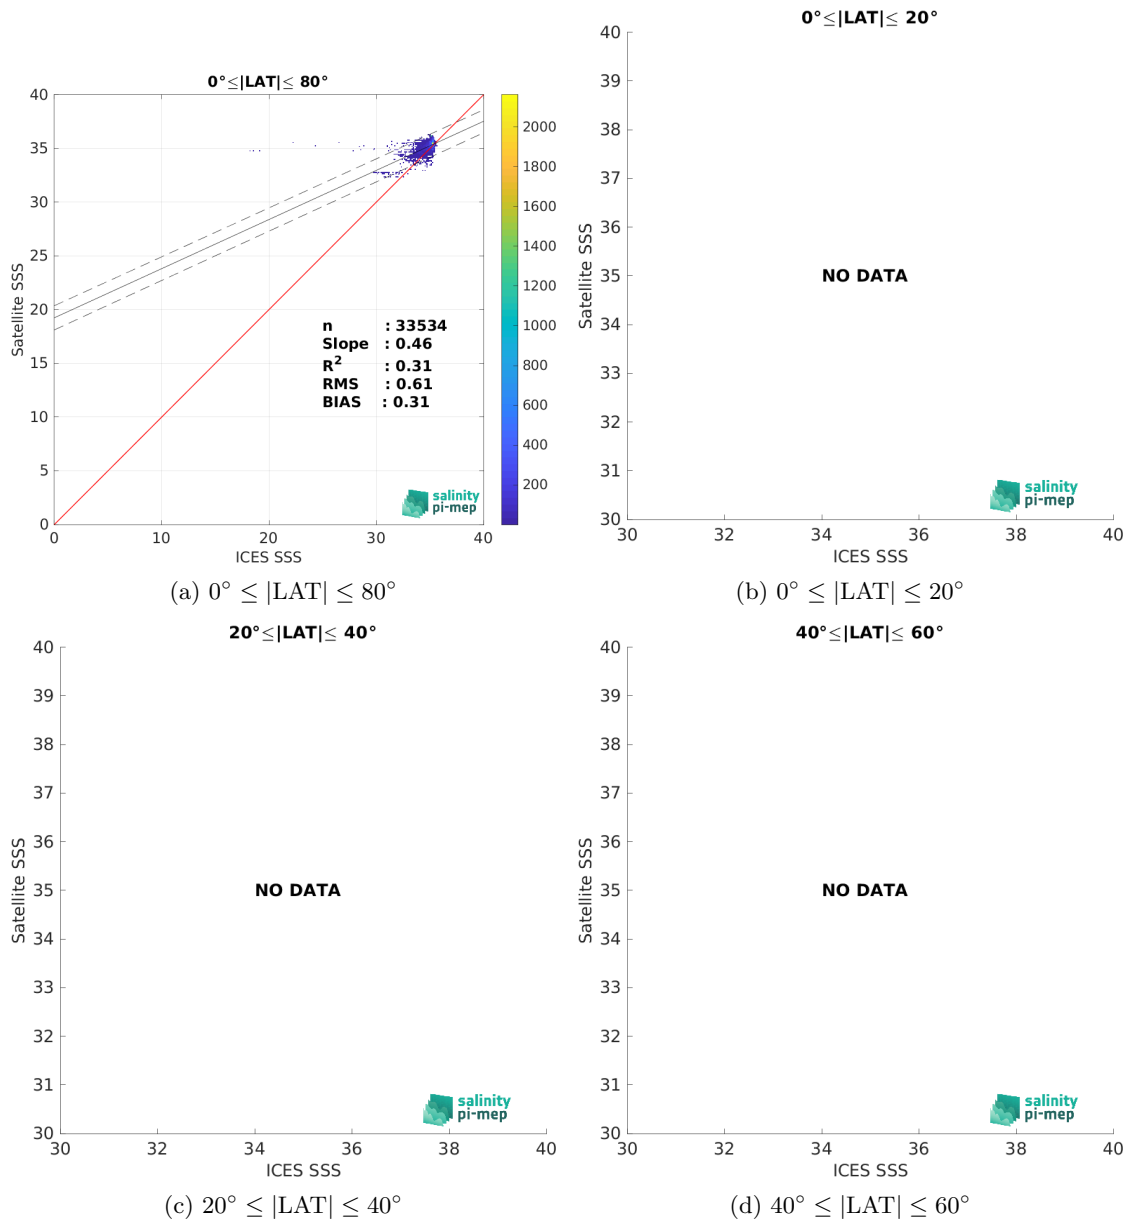 0°≤|LAT|≤ 80°
40
35
30
25
20
15
10
5
0
Satellite SSS
0
10
20
30
40
ICES SSS
n : 33534
Slope : 0.46
R² : 0.31
RMS : 0.61
BIAS : 0.31
salinity
pi-mep
2000
1800
1600
1400
1200
1000
800
600
400
200
(a) 0° ≤ |LAT| ≤ 80°
0°≤|LAT|≤ 20°
40
39
38
37
36
35
34
33
32
31
30
Satellite SSS
NO DATA
salinity
pi-mep
30
32
34
36
38
40
ICES SSS
(b) 0° ≤ |LAT| ≤ 20°
20°≤|LAT|≤ 40°
40
39
38
37
36
35
34
33
32
31
30
Satellite SSS
NO DATA
salinity
pi-mep
30
32
34
36
38
40
ICES SSS
(c) 20° ≤ |LAT| ≤ 40°
40°≤|LAT|≤ 60°
40
39
38
37
36
35
34
33
32
31
30
Satellite SSS
NO DATA
salinity
pi-mep
30
32
34
36
38
40
ICES SSS
(d) 40° ≤ |LAT| ≤ 60°